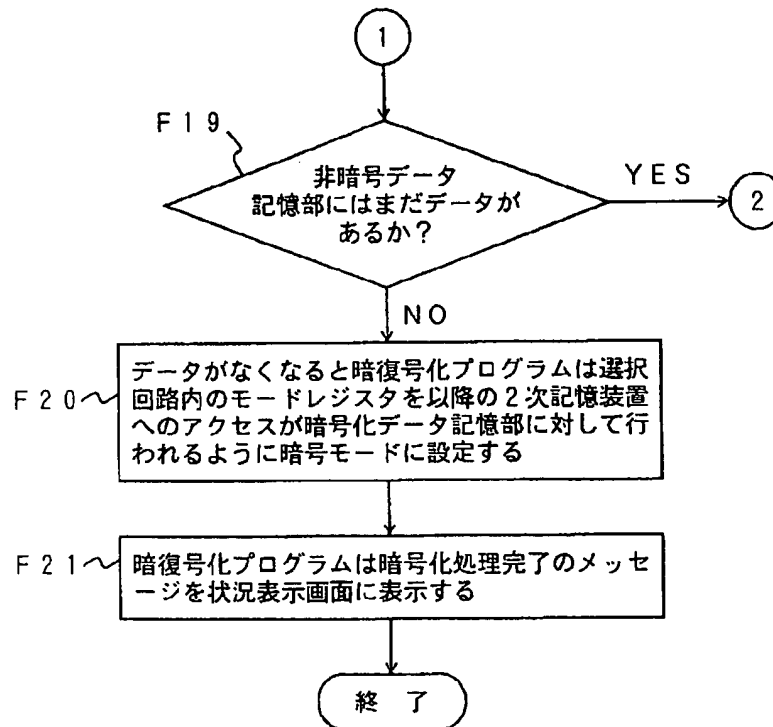 1
F19
非暗号データ
記憶部にはまだデータが
あるか?
YES
2
NO
F20
データがなくなると暗復号化プログラムは選択
回路内のモードレジスタを以降の2次記憶装置
へのアクセスが暗号化データ記憶部に対して行
われるように暗号モードに設定する
F21
暗復号化プログラムは暗号化処理完了のメッセ
ージを状況表示画面に表示する
終了